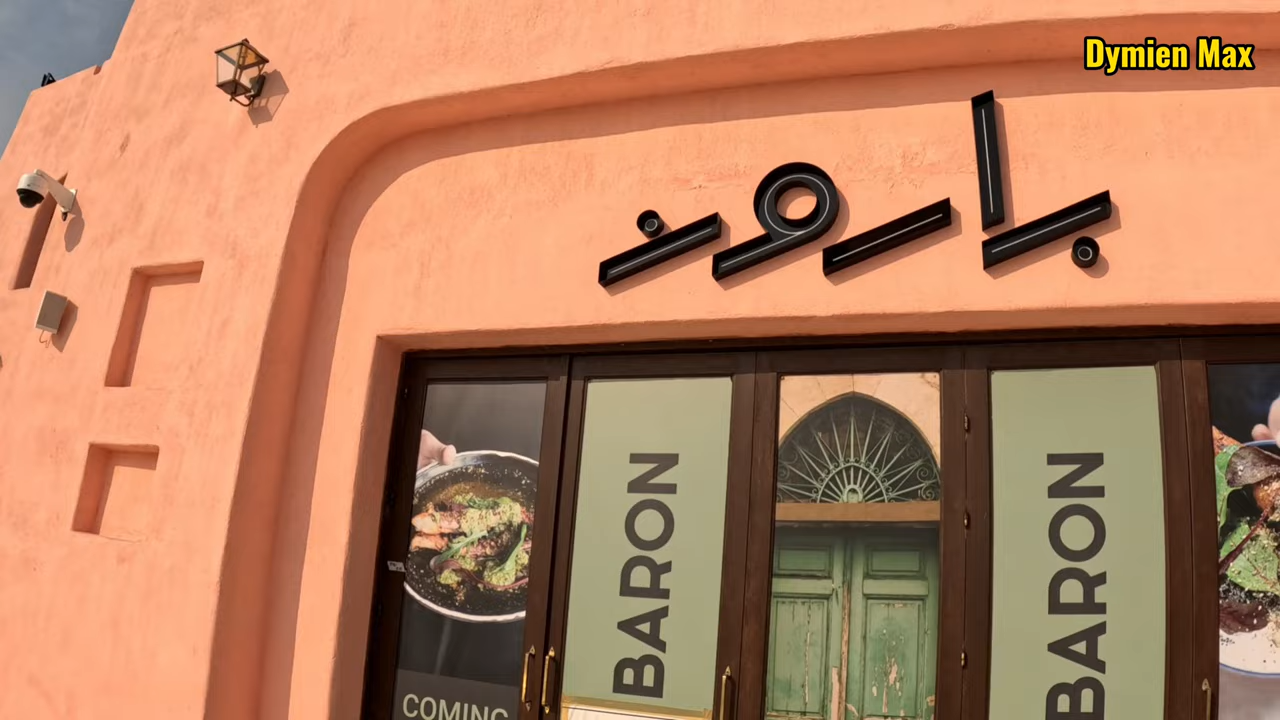 Dymien Max
بارون
BARON
BARON
COMING